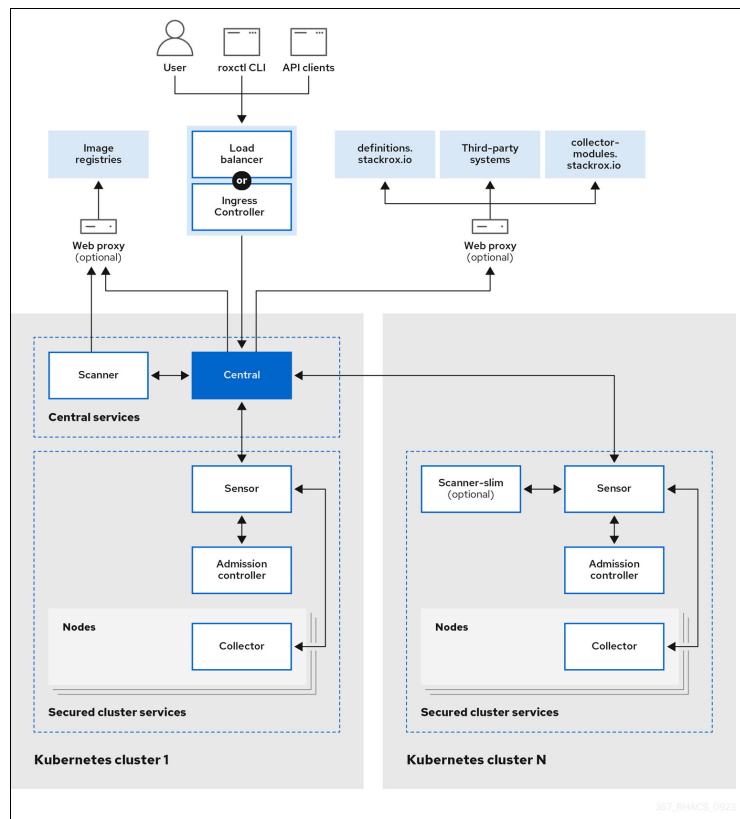 User
roxctl CLI
API clients
Image
registries
Load
balancer
or
Ingress
Controller
definitions.
stackrox.io
Third-party
systems
collector-
modules.
stackrox.io
Web proxy
(optional)
Web proxy
(optional)
Scanner
Central
Central services
Sensor
Admission
controller
Nodes
Collector
Secured cluster services
Kubernetes cluster 1
Scanner-slim
(optional)
Sensor
Admission
controller
Nodes
Collector
Secured cluster services
Kubernetes cluster N
367_RHACS_0923